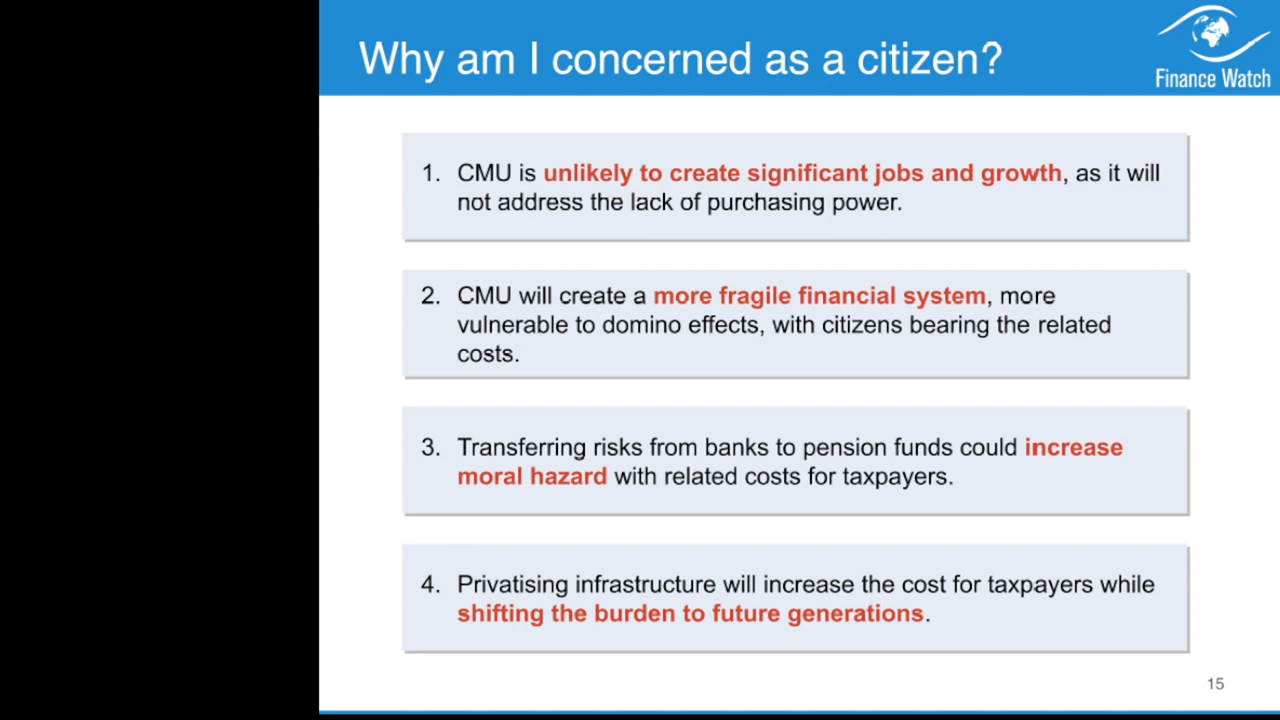 Why am I concerned as a citizen?
Finance Watch
1. CMU is unlikely to create significant jobs and growth, as it will
not address the lack of purchasing power.
2. CMU will create a more fragile financial system, more
vulnerable to domino effects, with citizens bearing the related
costs.
3. Transferring risks from banks to pension funds could increase
moral hazard with related costs for taxpayers.
4. Privatising infrastructure will increase the cost for taxpayers while
shifting the burden to future generations.
15